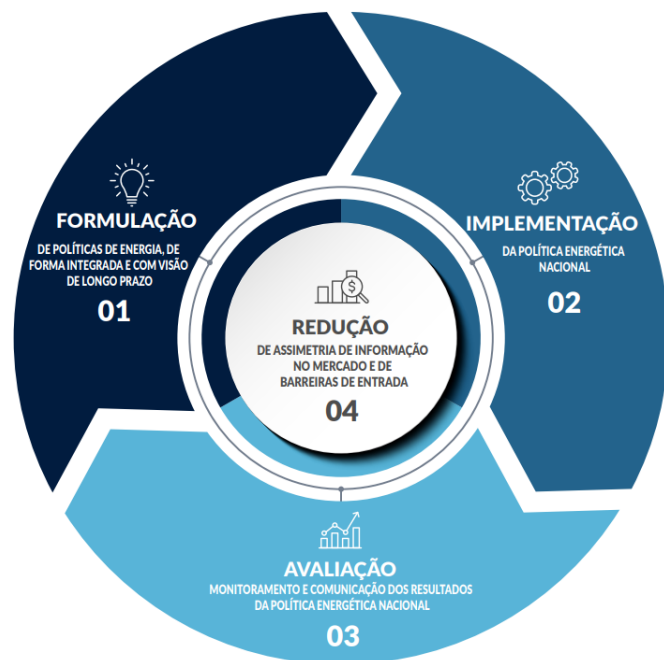 FORMULAÇÃO
DE POLÍTICAS DE ENERGIA, DE
FORMA INTEGRADA E COM VISÃO
DE LONGO PRAZO
01
IMPLEMENTAÇÃO
DA POLÍTICA ENERGÉTICA
NACIONAL
02
AVALIAÇÃO
MONITORAMENTO E COMUNICAÇÃO DOS RESULTADOS
DA POLÍTICA ENERGÉTICA NACIONAL
03
$
REDUÇÃO
DE ASSIMETRIA DE INFORMAÇÃO
NO MERCADO E DE
BARREIRAS DE ENTRADA
04